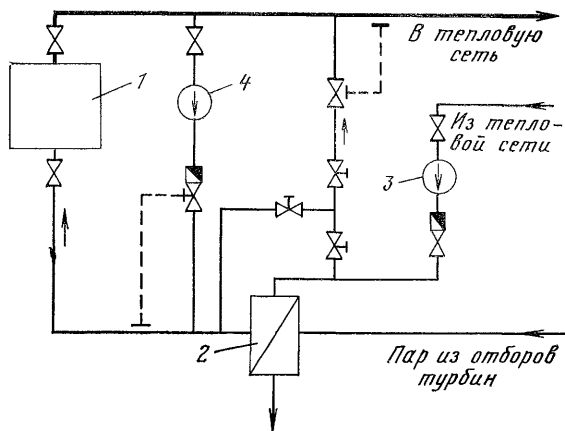 В тепловую
сеть
1
4
Из тепло-
вой сети
3
2
Пар из отборов
турбин